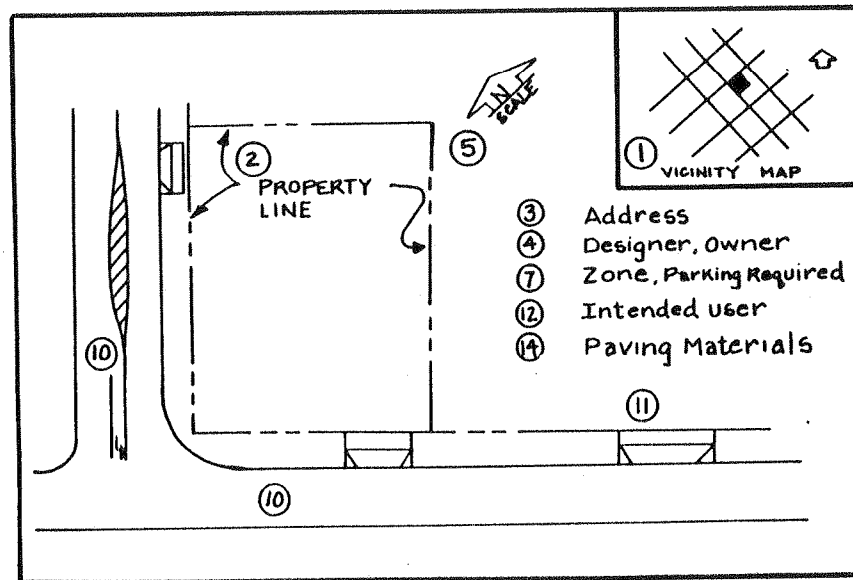 N
SCALE
①
VICINITY MAP
②
PROPERTY
LINE
⑤
③ Address
④ Designer, Owner
⑦ Zone, Parking Required
⑫ Intended user
⑭ Paving Materials
⑩
⑪
⑩